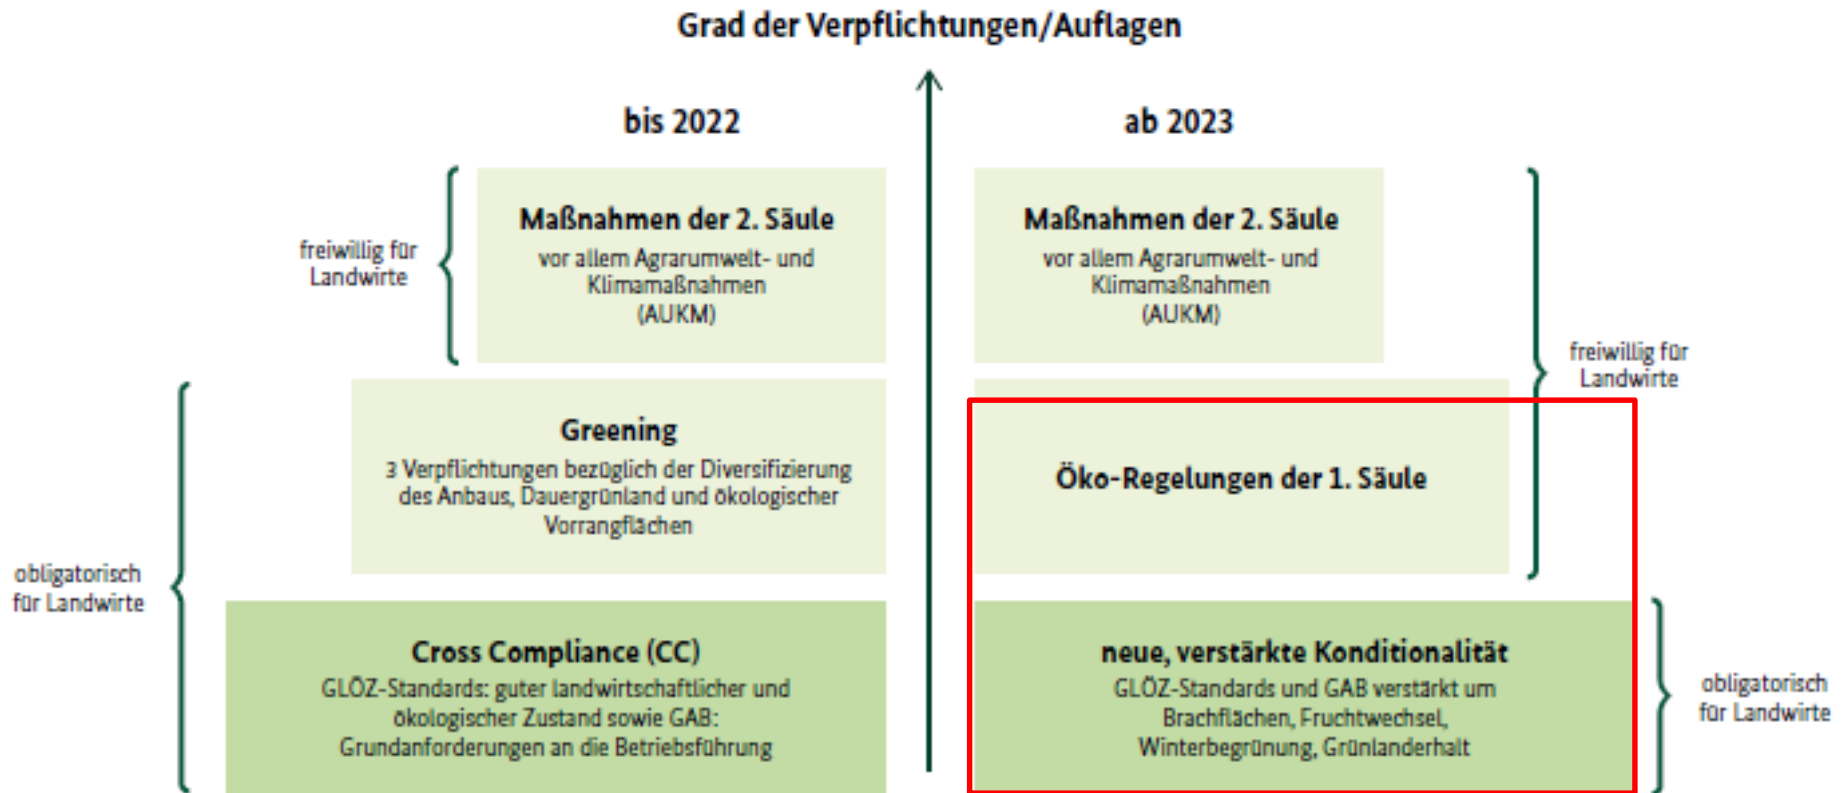 Grad der Verpflichtungen/Auflagen
bis 2022
ab 2023
freiwillig für
Landwirte
Maßnahmen der 2. Säule
vor allem Agrarumwelt- und
Klimamaßnahmen
(AUKM)
Maßnahmen der 2. Säule
vor allem Agrarumwelt- und
Klimamaßnahmen
(AUKM)
freiwillig für
Landwirte
Greening
3 Verpflichtungen bezüglich der Diversifizierung
des Anbaus, Dauergrünland und ökologischer
Vorrangflächen
Öko-Regelungen der 1. Säule
obligatorisch
für Landwirte
Cross Compliance (CC)
GLÖZ-Standards: guter landwirtschaftlicher und
ökologischer Zustand sowie GAB:
Grundanforderungen an die Betriebsführung
neue, verstärkte Konditionalität
GLÖZ-Standards und GAB verstärkt um
Brachflächen, Fruchtwechsel,
Winterbegrünung, Grünlanderhalt
obligatorisch
für Landwirte